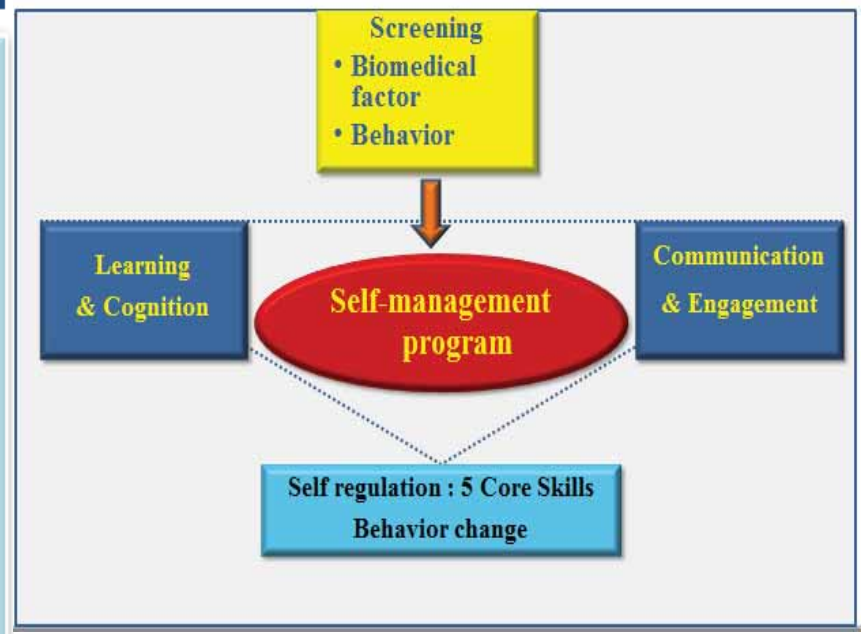 Screening
• Biomedical
factor
• Behavior
Learning
& Cognition
Self-management
program
Communication
& Engagement
Self regulation : 5 Core Skills
Behavior change